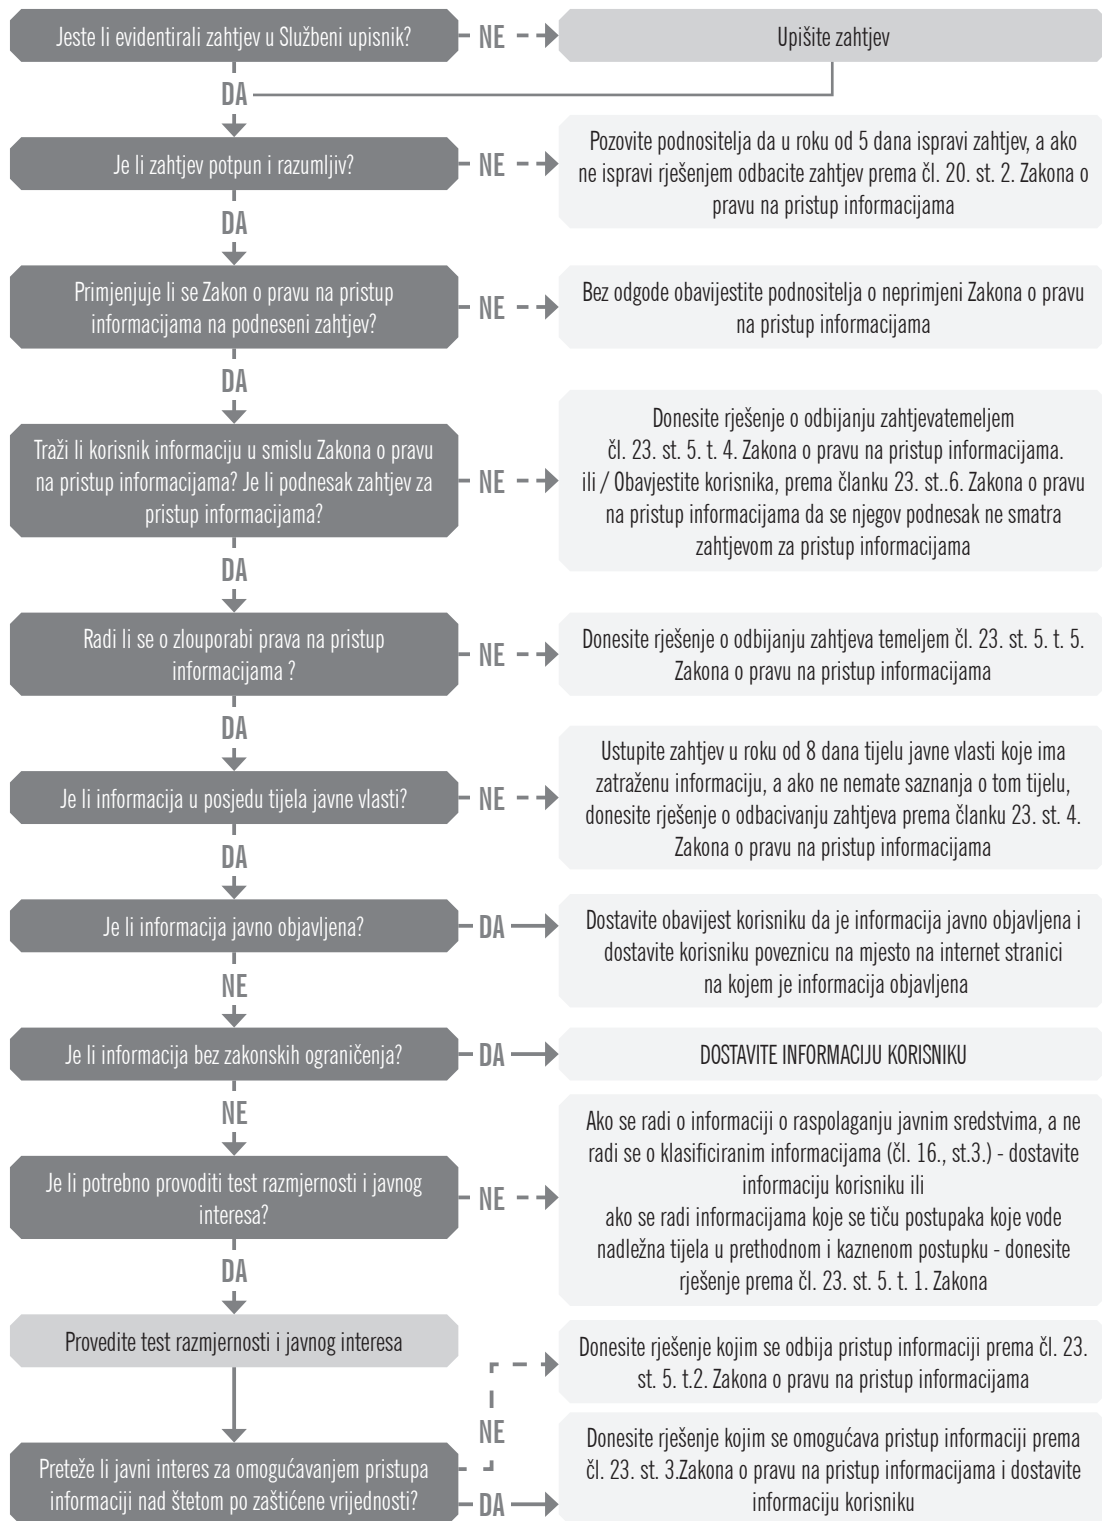 Jeste li evidentirali zahtjev u Službeni upisnik?
NE
Upišite zahtjev
DA
Je li zahtjev potpun i razumljiv?
NE
Pozovite podnositelja da u roku od 5 dana ispravi zahtjev, a ako
ne ispravi rješenjem odbacite zahtjev prema čl. 20. st. 2. Zakona o
pravu na pristup informacijama
DA
Primjenjuje li se Zakon o pravu na pristup
informacijama na podneseni zahtjev?
NE
Bez odgode obavijestite podnositelja o neprimjeni Zakona o pravu
na pristup informacijama
DA
Traži li korisnik informaciju u smislu Zakona o pravu
na pristup informacijama? Je li podnesak zahtjev za
pristup informacijama?
NE
Donesite rješenje o odbijanju zahtjevatemeljem
čl. 23. st. 5. t. 4. Zakona o pravu na pristup informacijama.
ili / Obavjestite korisnika, prema članku 23. st..6. Zakona o pravu
na pristup informacijama da se njegov podnesak ne smatra
zahtjevom za pristup informacijama
DA
Radi li se o zlouporabi prava na pristup
informacijama ?
NE
Donesite rješenje o odbijanju zahtjeva temeljem čl. 23. st. 5. t. 5.
Zakona o pravu na pristup informacijama
DA
Je li informacija u posjedu tijela javne vlasti?
NE
Ustupite zahtjev u roku od 8 dana tijelu javne vlasti koje ima
zatraženu informaciju, a ako ne nemate saznanja o tom tijelu,
donesite rješenje o odbacivanju zahtjeva prema članku 23. st. 4.
Zakona o pravu na pristup informacijama
DA
Je li informacija javno objavljena?
DA
Dostavite obavijest korisniku da je informacija javno objavljena i
dostavite korisniku poveznicu na mjesto na internet stranici
na kojem je informacija objavljena
NE
Je li informacija bez zakonskih ograničenja?
DA
DOSTAVITE INFORMACIJU KORISNIKU
NE
Je li potrebno provoditi test razmjernosti i javnog
interesa?
NE
Ako se radi o informaciji o raspolaganju javnim sredstvima, a ne
radi se o klasificiranim informacijama (čl. 16., st.3.) - dostavite
informaciju korisniku ili
ako se radi informacijama koje se tiču postupaka koje vode
nadležna tijela u prethodnom i kaznenom postupku - donesite
rješenje prema čl. 23. st. 5. t. 1. Zakona
DA
Provedite test razmjernosti i javnog interesa
Donesite rješenje kojim se odbija pristup informaciji prema čl. 23.
st. 5. t.2. Zakona o pravu na pristup informacijama
NE
Preteže li javni interes za omogućavanjem pristupa
informaciji nad štetom po zaštićene vrijednosti?
DA
Donesite rješenje kojim se omogućava pristup informaciji prema
čl. 23. st. 3.Zakona o pravu na pristup informacijama i dostavite
informaciju korisniku